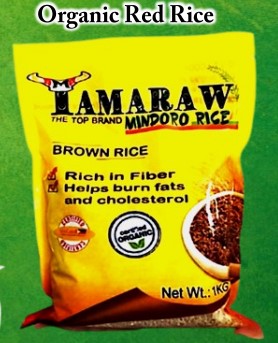 Organic Red Rice
TAMARAW
THE TOP BRAND MINDORO RICE
BROWN RICE
Rich in Fiber
Helps burn fats
and cholesterol
ORGANIC
Net Wt.: 1KG